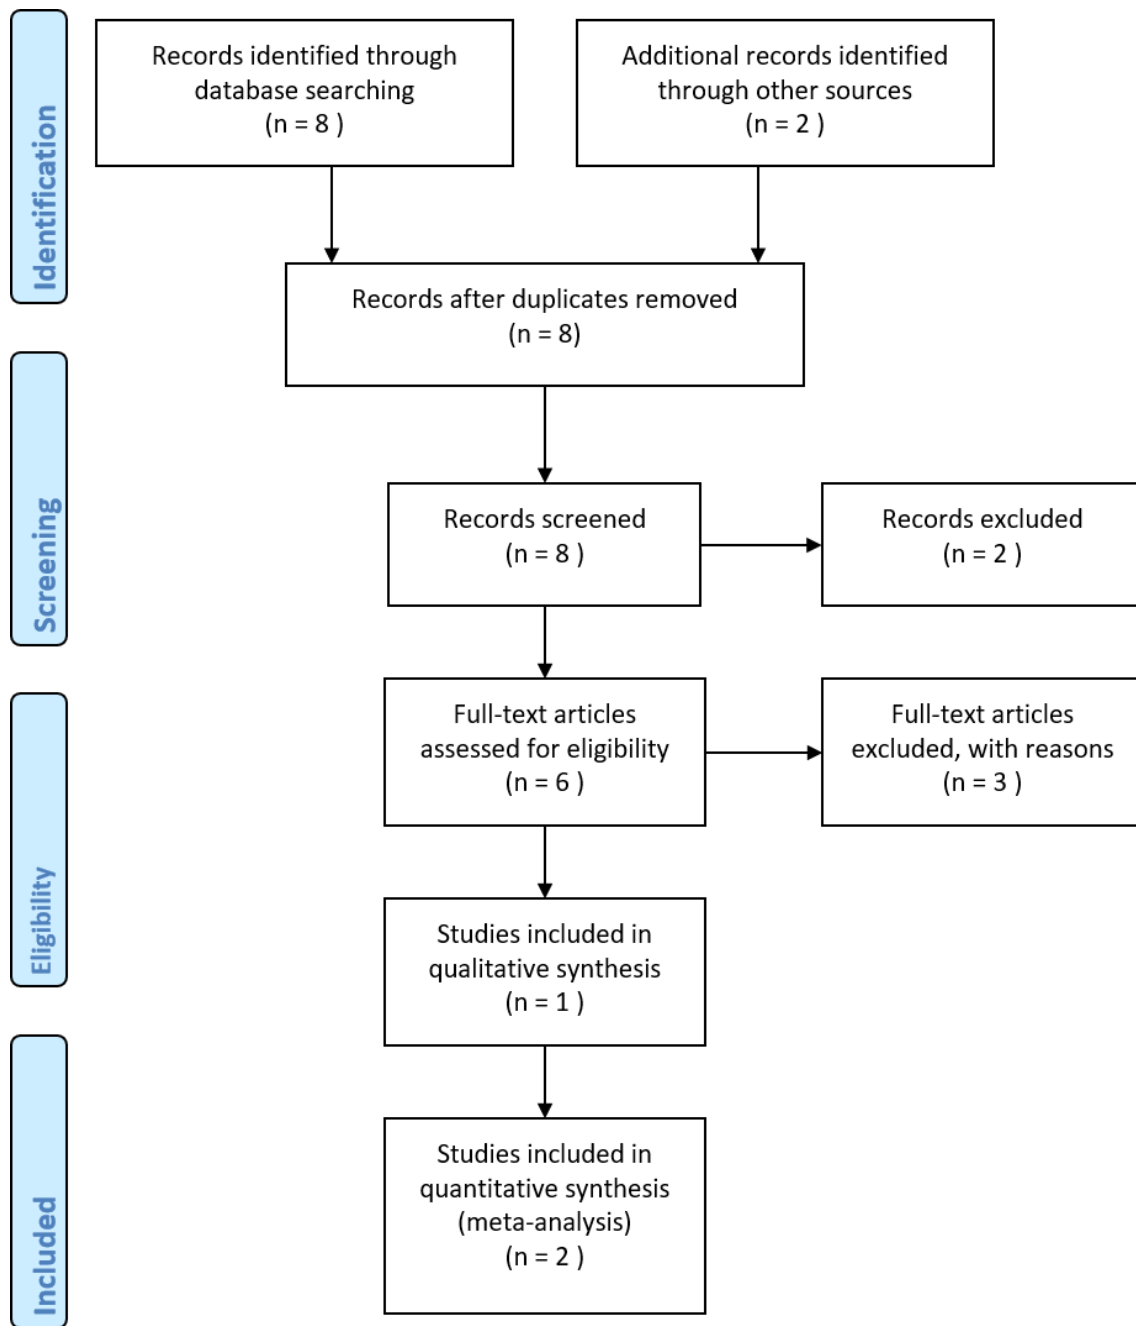 Identification
Records identified through
database searching
(n = 8 )
Additional records identified
through other sources
(n = 2 )
Records after duplicates removed
(n = 8)
Screening
Records screened
(n = 8 )
Records excluded
(n = 2 )
Eligibility
Full-text articles
assessed for eligibility
(n = 6 )
Full-text articles
excluded, with reasons
(n = 3 )
Studies included in
qualitative synthesis
(n = 1 )
Included
Studies included in
quantitative synthesis
(meta-analysis)
(n = 2 )